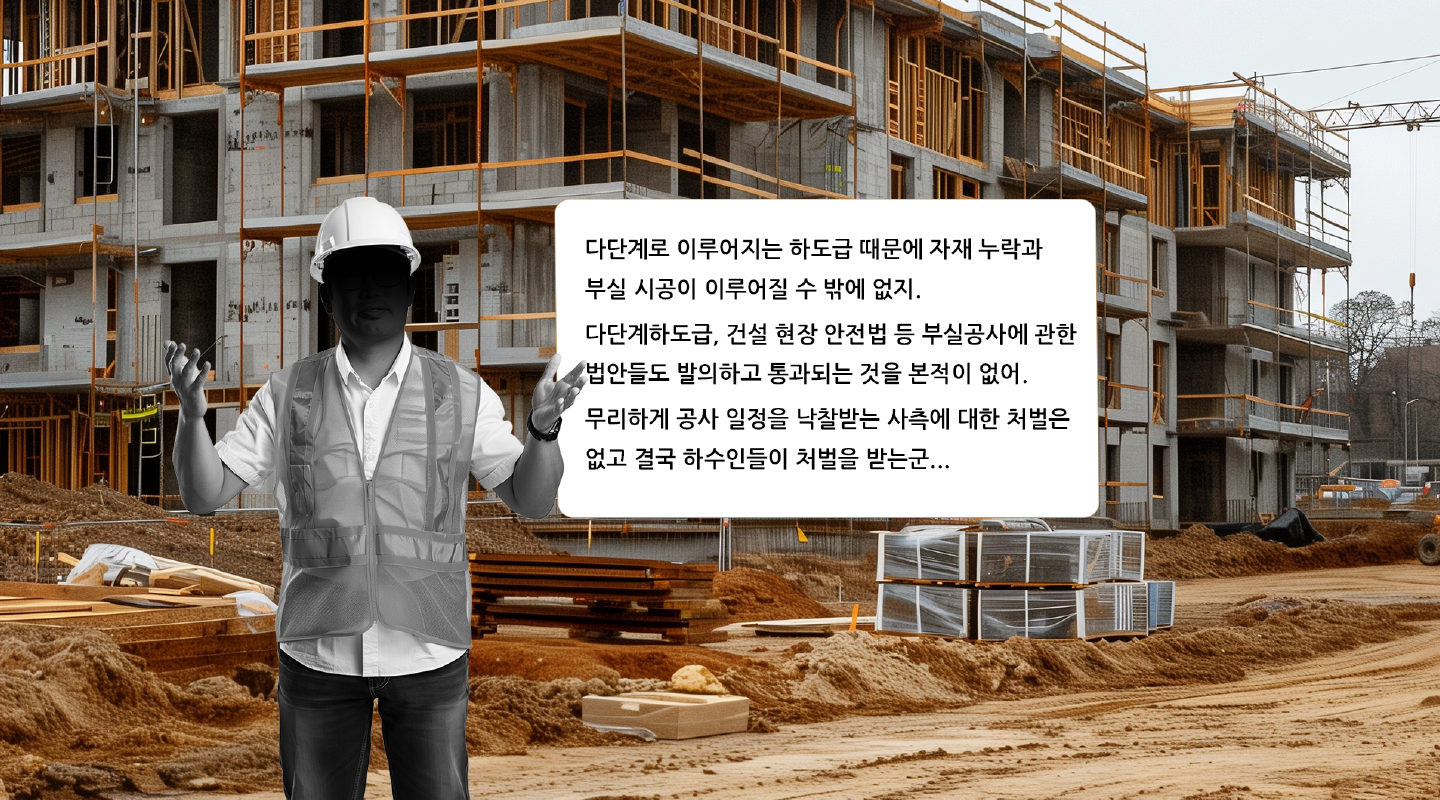 다단계로 이루어지는 하도급 때문에 자재 누락과
부실 시공이 이루어질 수 밖에 없지.
다단계하도급, 건설 현장 안전법 등 부실공사에 관한
법안들도 발의하고 통과되는 것을 본적이 없어.
무리하게 공사 일정을 낙찰받는 사측에 대한 처벌은
없고 결국 하수인들이 처벌을 받는군...